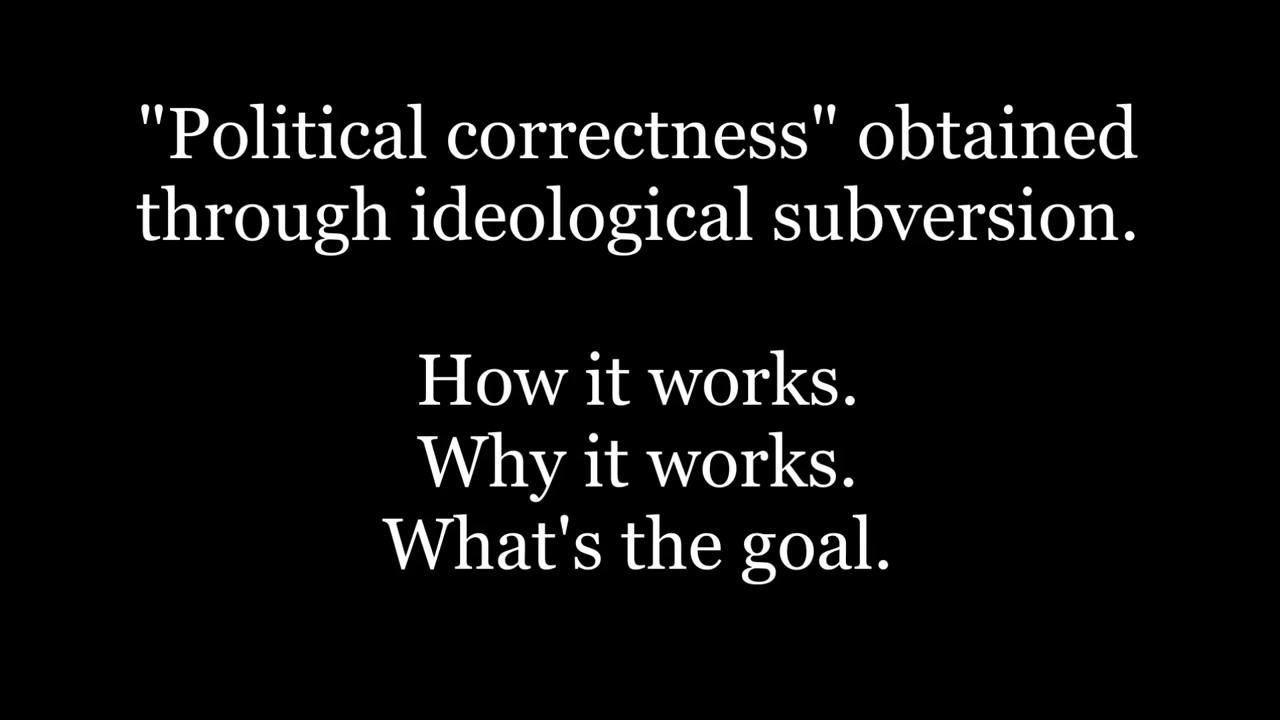 "Political correctness" obtained
through ideological subversion.
How it works.
Why it works.
What's the goal.